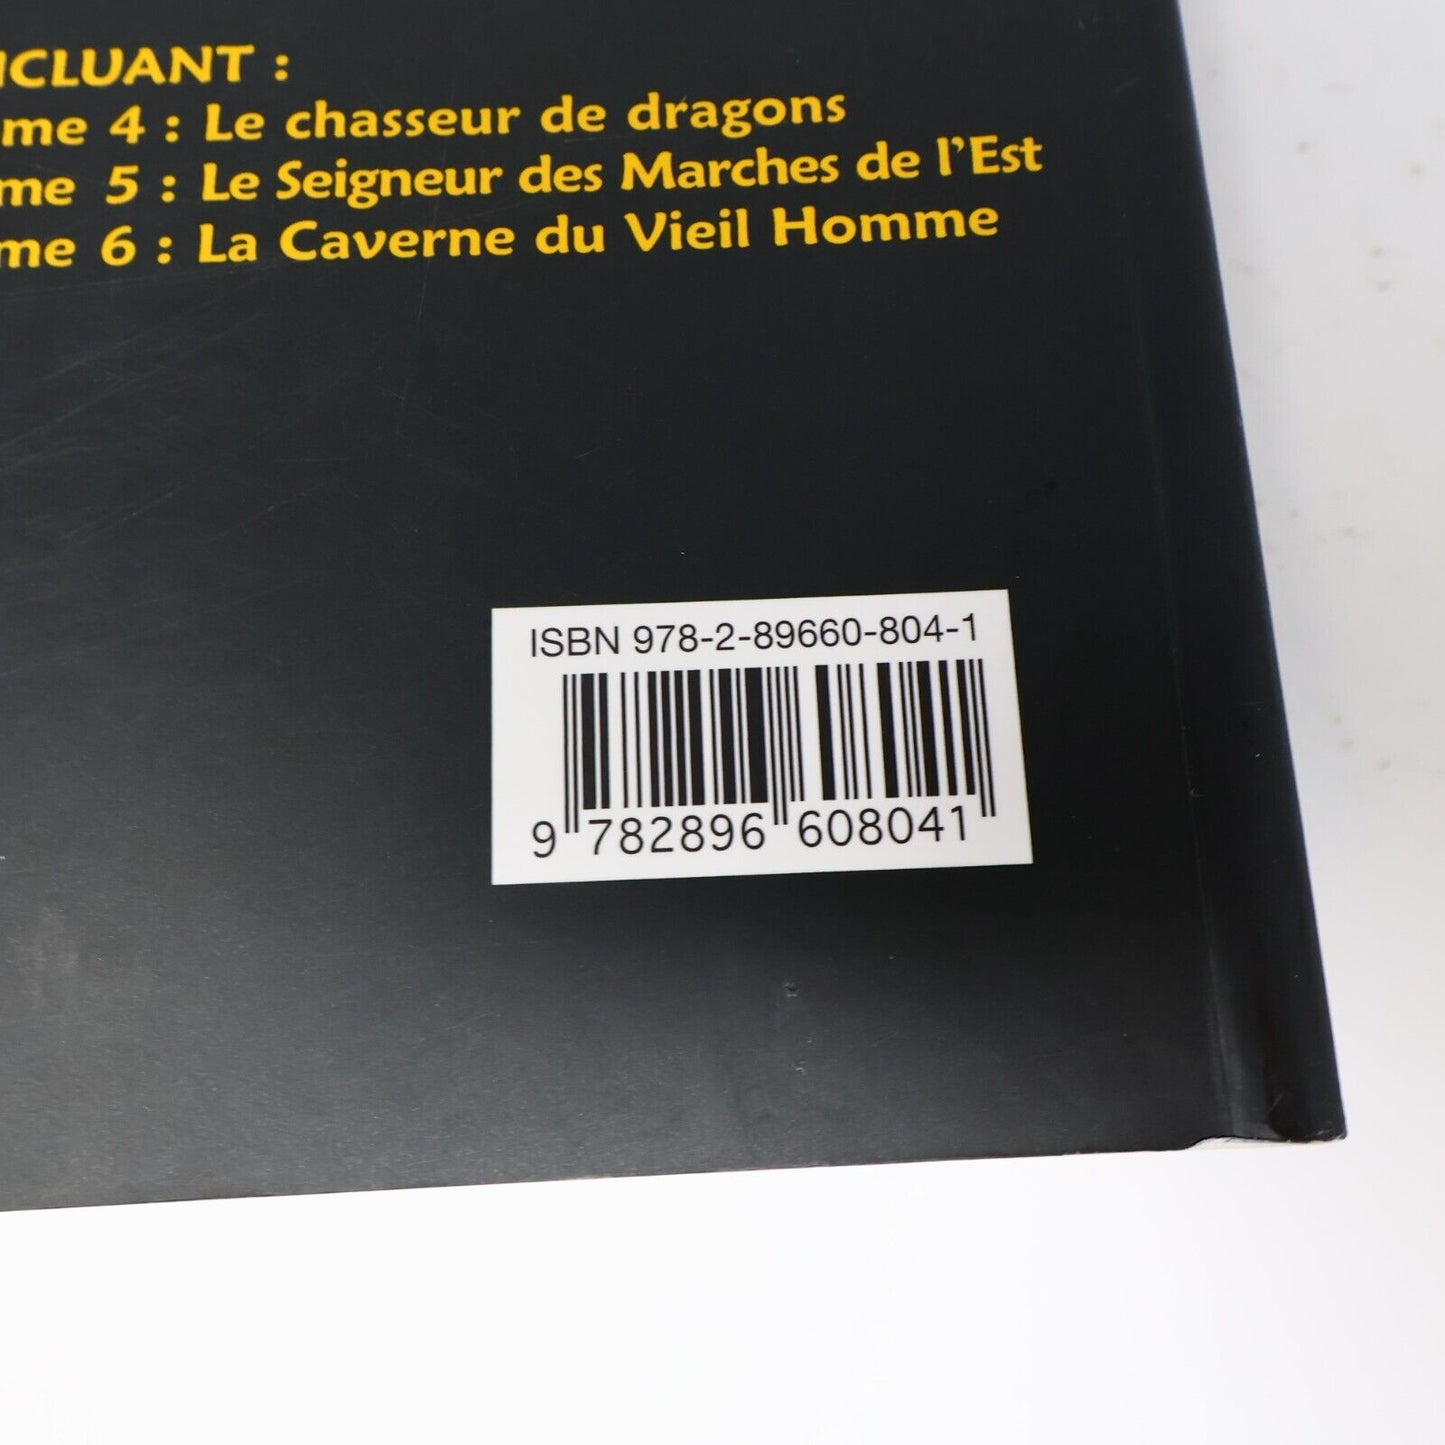 NCLUANT :
me 4 : Le chasseur de dragons
me 5 : Le Seigneur des Marches de l'Est
me 6 : La Caverne du Vieil Homme
ISBN 978-2-89660-804-1
9 782896 608041